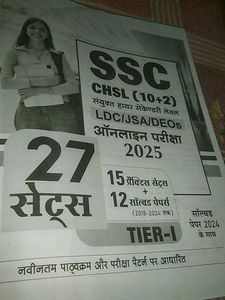 SSC
CHSL (10+2)
संयुक्त हायर सेकेण्डरी लेवल
LDC/JSA/DEOs
ऑनलाइन परीक्षा
2025
27
सेट्स
15 प्रैक्टिस सेट्स
+
12 सॉल्वड पेपर्स
(2018-2024 तक)
TIER-I
सॉल्वड
पेपर 2024
के साथ
नवीनतम पाठ्यक्रम और परीक्षा पैटर्न पर आधारित